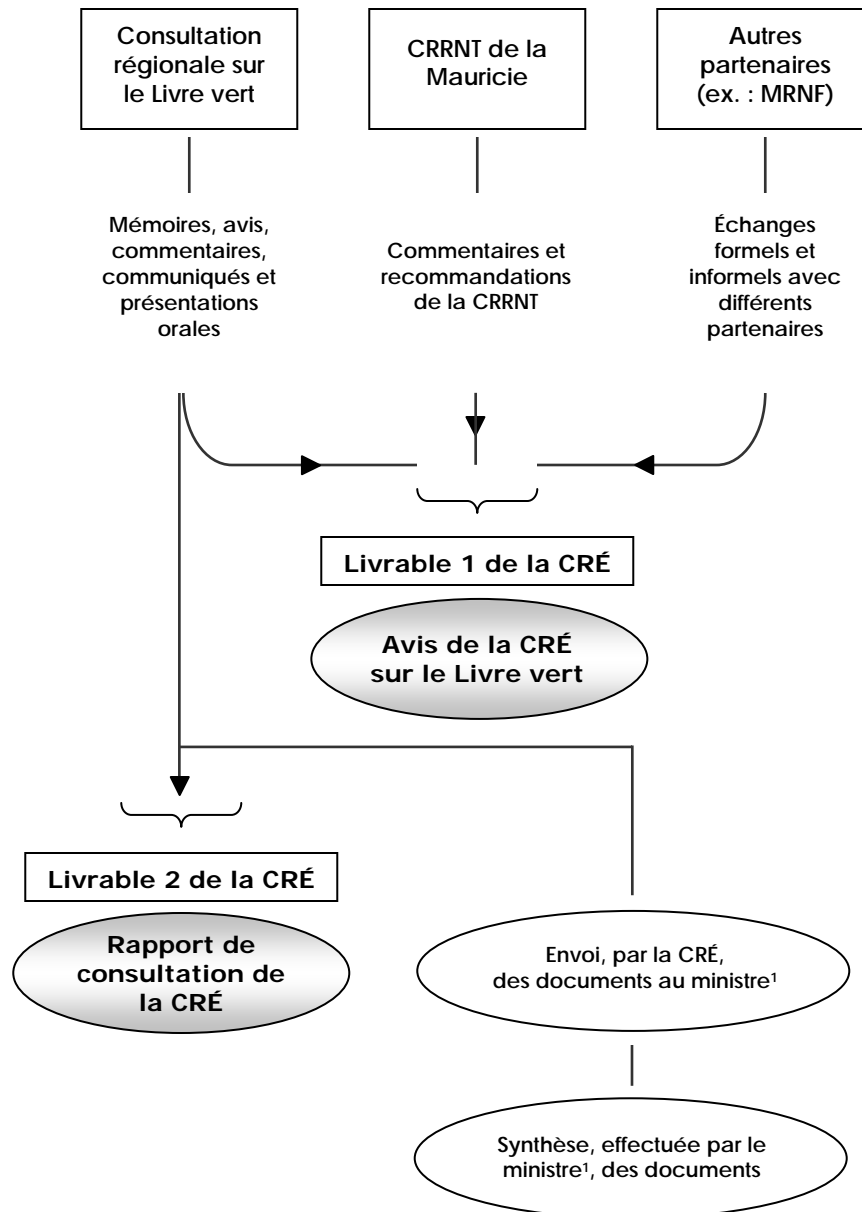 Consultation
régionale sur
le Livre vert
CRRNT de la
Mauricie
Autres
partenaires
(ex. : MRNF)
Mémoires, avis,
commentaires,
communiqués et
présentations
orales
Commentaires et
recommandations
de la CRRNT
Échanges
formels et
informels avec
différents
partenaires
Livrable 1 de la CRÉ
Avis de la CRÉ
sur le Livre vert
Livrable 2 de la CRÉ
Rapport de
consultation de
la CRÉ
Envoi, par la CRÉ,
des documents au ministre¹
Synthèse, effectuée par le
ministre¹, des documents